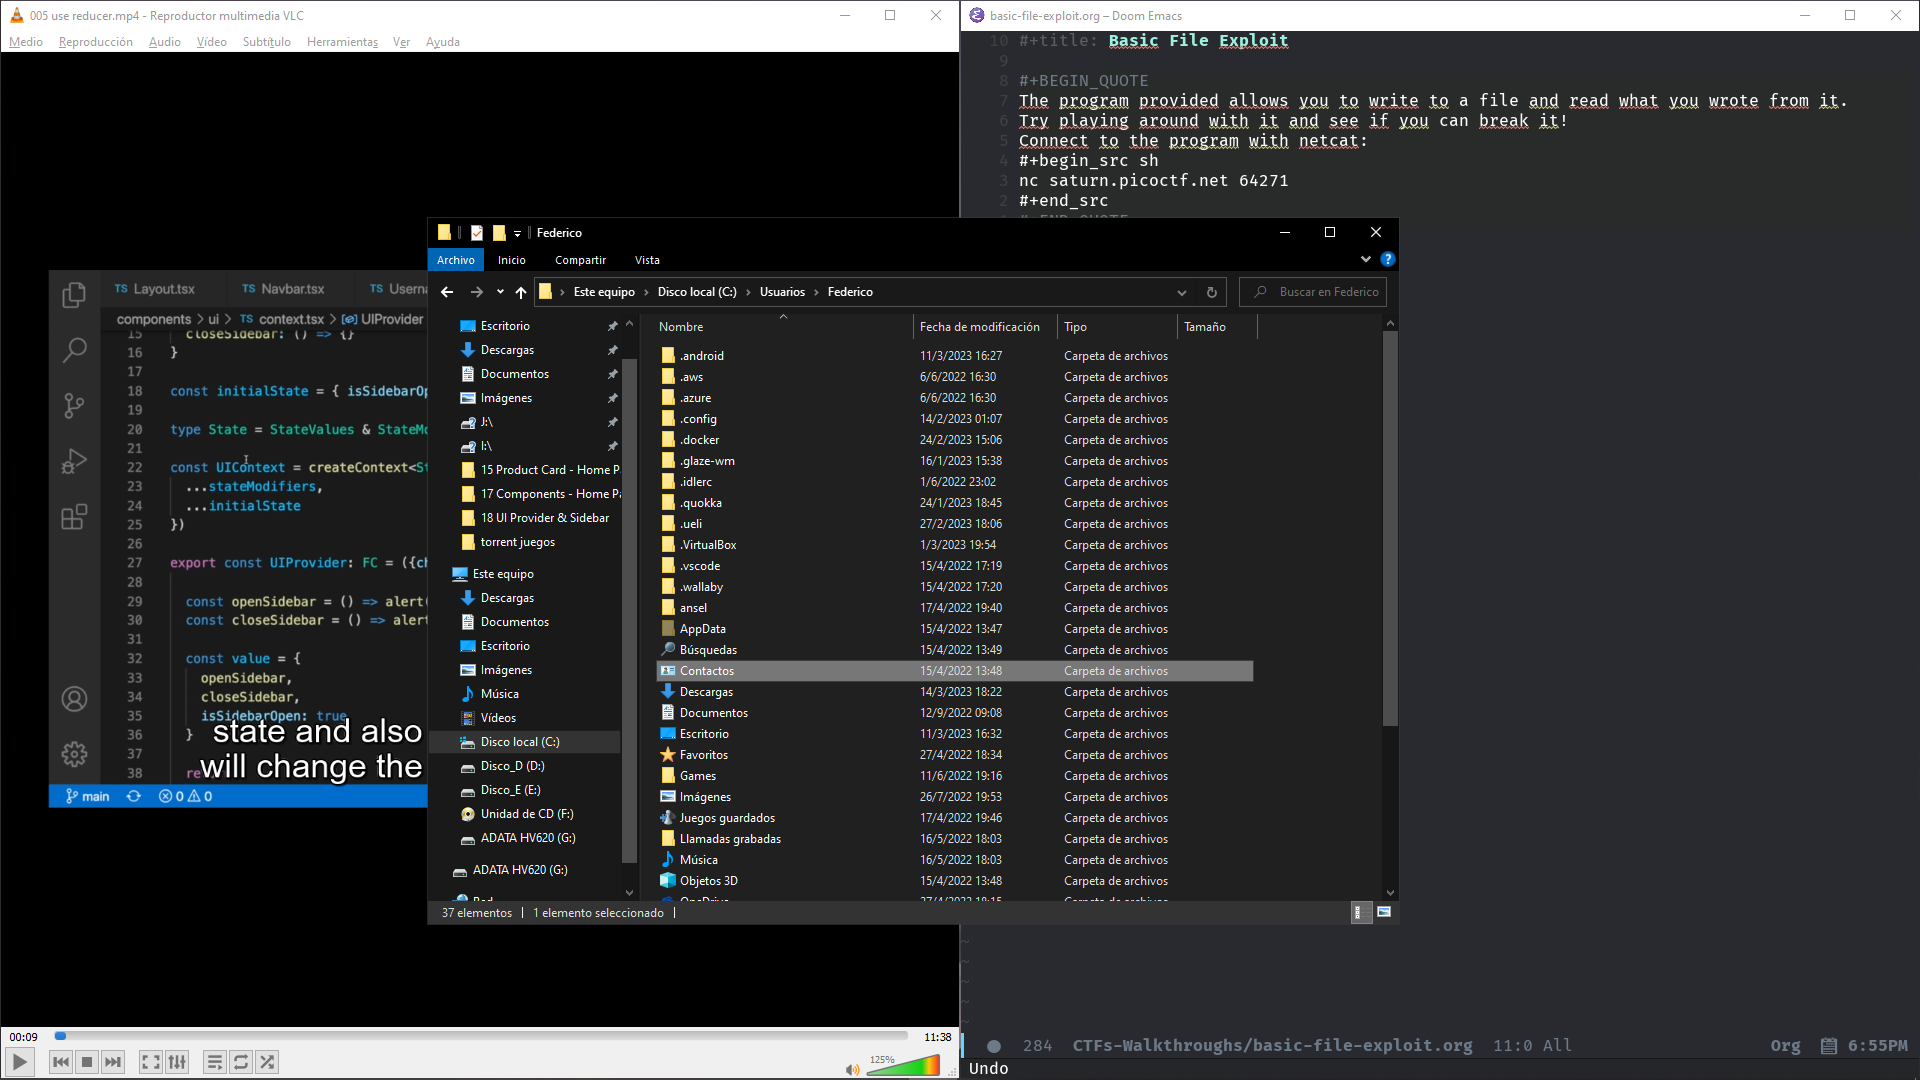 005 use reducer.mp4 - Reproductor multimedia VLC
Medio Reproducción Audio Vídeo Subtítulo Herramientas Ver Ayuda
TS Layout.tsx TS Navbar.tsx TS
components > ui > TS context.tsx > UIProvider
15 closeSidebar: () => {}
16 }
17
18 const initialState = {
19
20 type State = StateValues &
21
22 const UIContext =
23 ...stateModifiers,
24 ...initialState
25 })
26
27 export const UIProvider: FC =
28
29 const openSidebar = () => alert(
30 const closeSidebar = () =>
31
32 const value = {
33 openSidebar,
34 closeSidebar,
35 isSidebarOpen: true
36 }
37
38
state and also
will change the
main 0 0
00:09 11:38
125%
basic-file-exploit.org – Doom Emacs
10 #+title: Basic File Exploit
9
8 #+BEGIN_QUOTE
7 The program provided allows you to write to a file and read what you wrote from it.
6 Try playing around with it and see if you can break it!
5 Connect to the program with netcat:
4 #+begin_src sh
3 nc saturn.picoctf.net 64271
2 #+end_src
284 CTFs-Walkthroughs/basic-file-exploit.org 11:0 All Org 6:55PM
Undo
Federico
Archivo Inicio Compartir Vista
Este equipo > Disco local (C:) > Usuarios > Federico
Buscar en Federico
Escritorio
Descargas
Documentos
Imágenes
J:\
I:\
15 Product Card - Home P
17 Components - Home Pa
18 UI Provider & Sidebar
torrent juegos
Este equipo
Descargas
Documentos
Escritorio
Imágenes
Música
Vídeos
Disco local (C:)
Disco_D (D:)
Disco_E (E:)
Unidad de CD (F:)
ADATA HV620 (G:)
ADATA HV620 (G:)
Nombre Fecha de modificación Tipo Tamaño
.android 11/3/2023 16:27 Carpeta de archivos
.aws 6/6/2022 16:30 Carpeta de archivos
.azure 6/6/2022 16:30 Carpeta de archivos
.config 14/2/2023 01:07 Carpeta de archivos
.docker 24/2/2023 15:06 Carpeta de archivos
.glaze-wm 16/1/2023 15:38 Carpeta de archivos
.idlerc 1/6/2022 23:02 Carpeta de archivos
.quokka 24/1/2023 18:45 Carpeta de archivos
.ueli 27/2/2023 18:06 Carpeta de archivos
.VirtualBox 1/3/2023 19:54 Carpeta de archivos
.vscode 15/4/2022 17:19 Carpeta de archivos
.wallaby 15/4/2022 17:20 Carpeta de archivos
ansel 17/4/2022 19:40 Carpeta de archivos
AppData 15/4/2022 13:47 Carpeta de archivos
Búsquedas 15/4/2022 13:49 Carpeta de archivos
Contactos 15/4/2022 13:48 Carpeta de archivos
Descargas 14/3/2023 18:22 Carpeta de archivos
Documentos 12/9/2022 09:08 Carpeta de archivos
Escritorio 11/3/2023 16:32 Carpeta de archivos
Favoritos 27/4/2022 18:34 Carpeta de archivos
Games 11/6/2022 19:16 Carpeta de archivos
Imágenes 26/7/2022 19:53 Carpeta de archivos
Juegos guardados 17/4/2022 19:46 Carpeta de archivos
Llamadas grabadas 16/5/2022 18:03 Carpeta de archivos
Música 16/5/2022 18:03 Carpeta de archivos
Objetos 3D 15/4/2022 13:48 Carpeta de archivos
37 elementos 1 elemento seleccionado